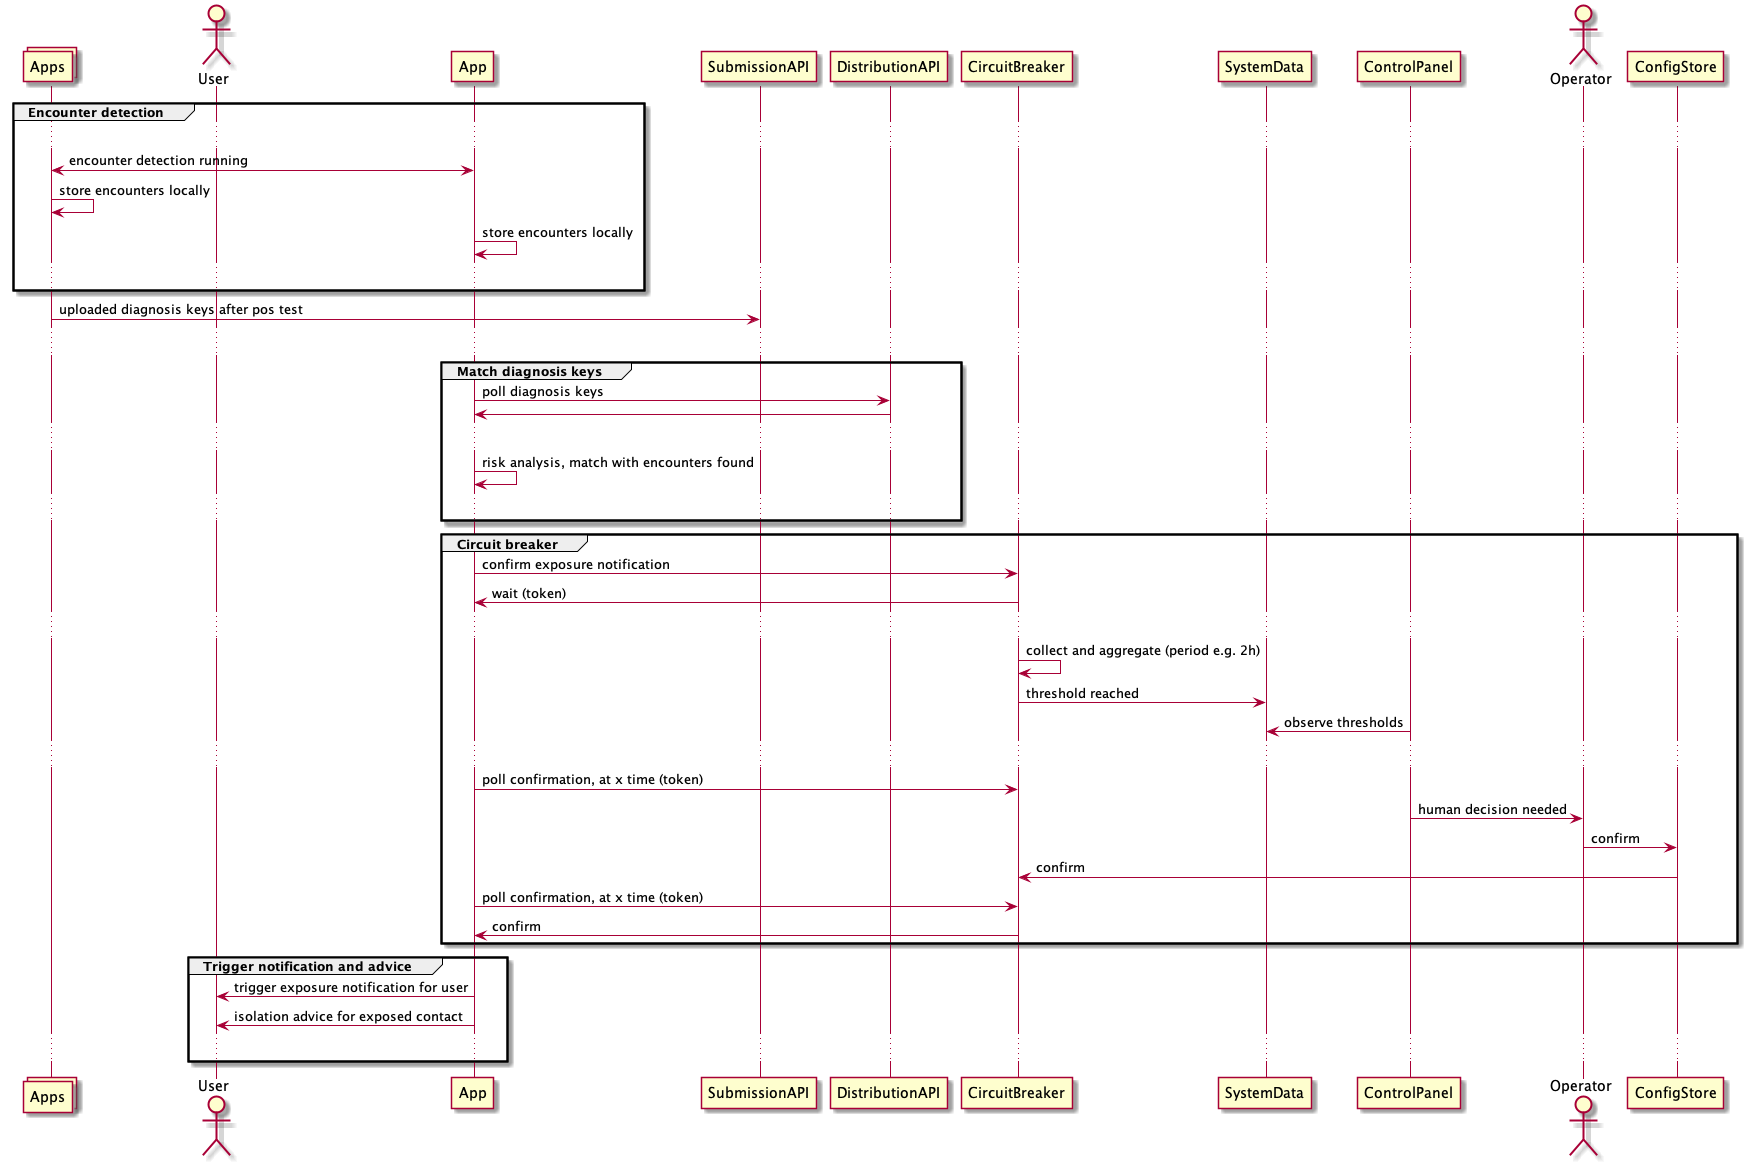 Apps
User
App
SubmissionAPI
DistributionAPI
CircuitBreaker
SystemData
ControlPanel
Operator
ConfigStore
Encounter detection
encounter detection running
store encounters locally
store encounters locally
uploaded diagnosis keys after pos test
Match diagnosis keys
poll diagnosis keys
risk analysis, match with encounters found
Circuit breaker
confirm exposure notification
wait (token)
collect and aggregate (period e.g. 2h)
threshold reached
observe thresholds
poll confirmation, at x time (token)
human decision needed
confirm
confirm
poll confirmation, at x time (token)
confirm
Trigger notification and advice
trigger exposure notification for user
isolation advice for exposed contact
Apps
User
App
SubmissionAPI
DistributionAPI
CircuitBreaker
SystemData
ControlPanel
Operator
ConfigStore